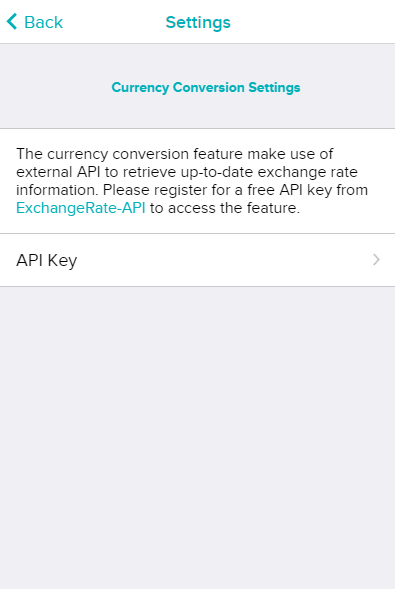 Back
Settings
Currency Conversion Settings
The currency conversion feature make use of
external API to retrieve up-to-date exchange rate
information. Please register for a free API key from
ExchangeRate-API to access the feature.
API Key